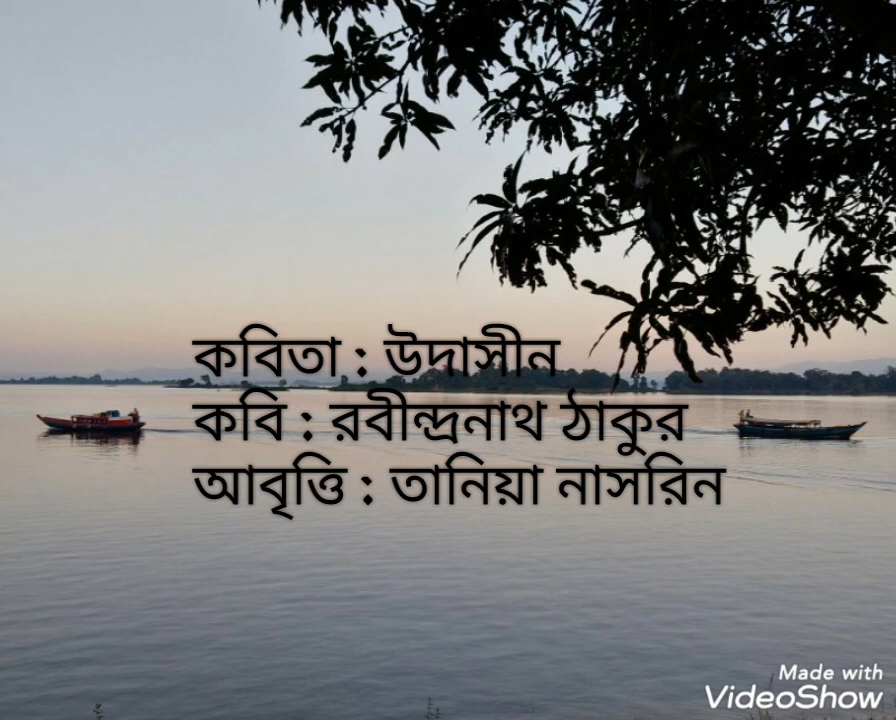 কবিতা : উদাসীন
কবি : রবীন্দ্রনাথ ঠাকুর
আবৃত্তি : তানিয়া নাসরিন
Made with
VideoShow